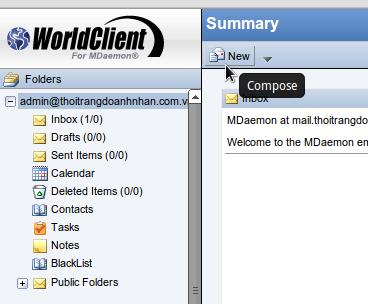 WorldClient
For MDaemon®
Summary
New
Compose
Folders
admin@thoitrangdoanhnhan.com.v
Inbox (1/0)
Drafts (0/0)
Sent Items (0/0)
Calendar
Deleted Items (0/0)
Contacts
Tasks
Notes
BlackList
Public Folders
Inbox
MDaemon at mail.thoitrangdo
Welcome to the MDaemon em